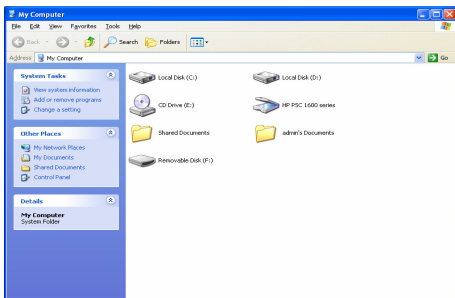 My Computer
File Edit View Favorites Tools Help
Back Search Folders
Address My Computer Go
System Tasks
View system information
Add or remove programs
Change a setting
Other Places
My Network Places
My Documents
Shared Documents
Control Panel
Details
My Computer
System Folder
Local Disk (C:) Local Disk (D:)
CD Drive (E:) HP PSC 1600 series
Shared Documents admin's Documents
Removable Disk (F:)